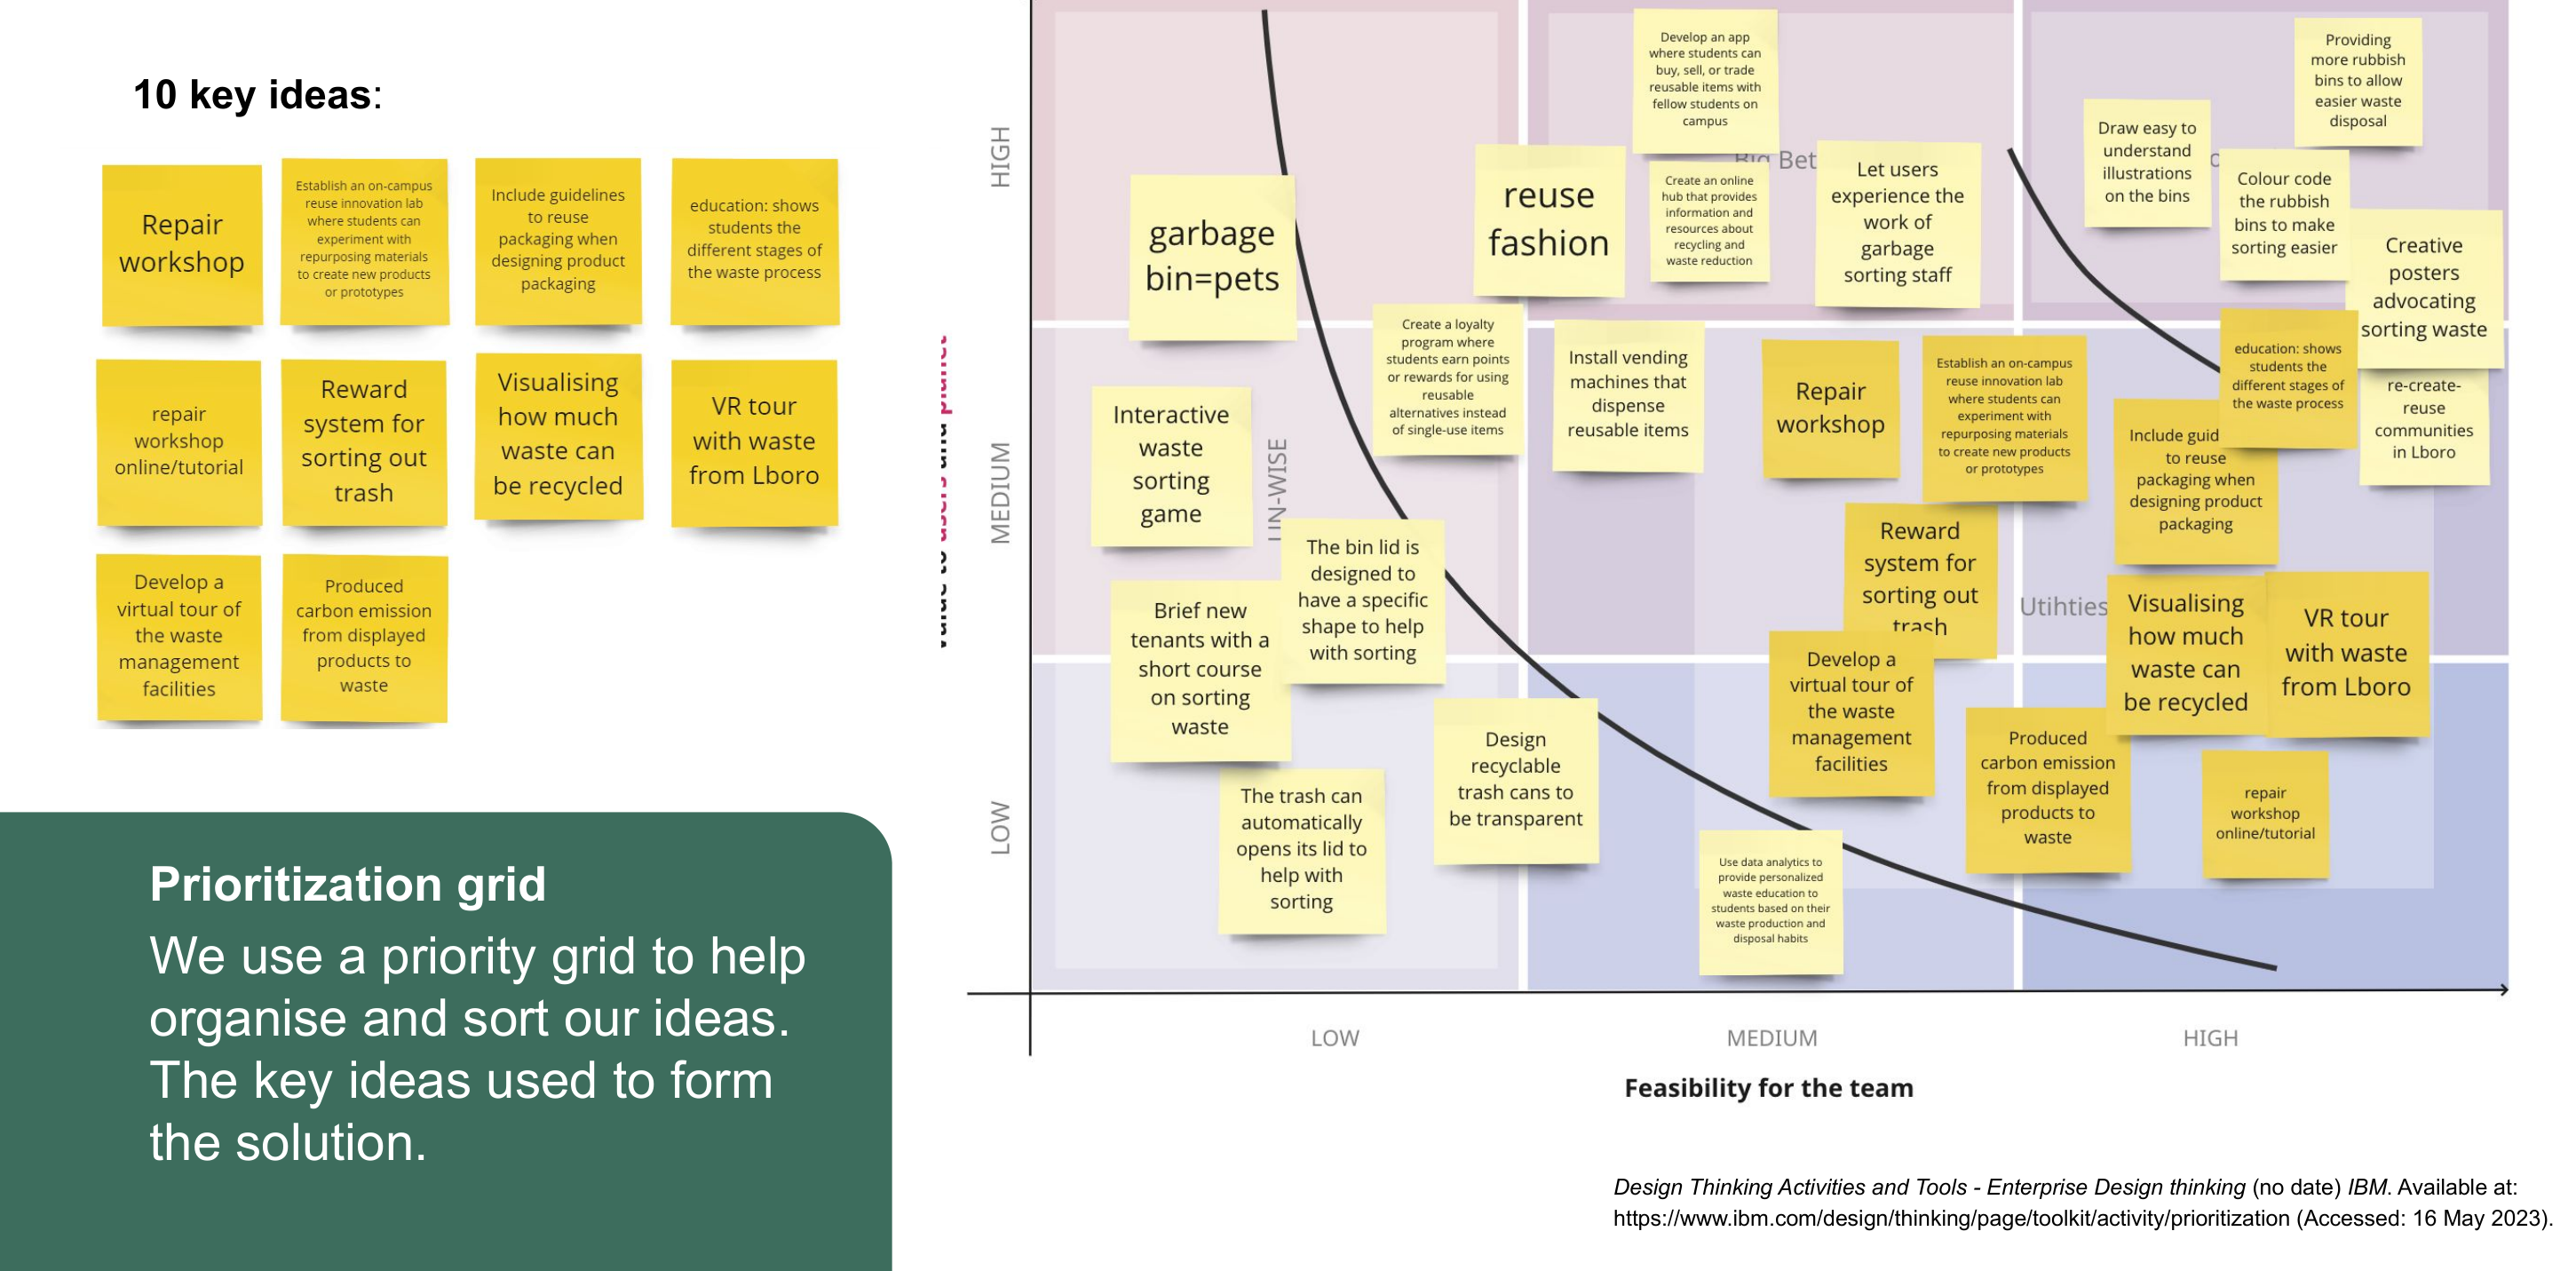 10 key ideas:
Repair
workshop
Establish an on-campus
reuse innovation lab
where students can
experiment with
repurposing materials
to create new products
or prototypes
Include guidelines
to reuse
packaging when
designing product
packaging
education: shows
students the
different stages of
the waste process
repair
workshop
online/tutorial
Reward
system for
sorting out
trash
Visualising
how much
waste can
be recycled
VR tour
with waste
from Lboro
Develop a
virtual tour of
the waste
management
facilities
Produced
carbon emission
from displayed
products to
waste
Prioritization grid
We use a priority grid to help
organise and sort our ideas.
The key ideas used to form
the solution.
HIGH
MEDIUM
LOW
garbage
bin=pets
Develop an app
where students can
buy, sell, or trade
reusable items with
fellow students on
campus
Big Bet
reuse
fashion
Create an online
hub that provides
information and
resources about
recycling and
waste reduction
Let users
experience the
work of
garbage
sorting staff
Providing
more rubbish
bins to allow
easier waste
disposal
Draw easy to
understand
illustrations
on the bins
Colour code
the rubbish
bins to make
sorting easier
Creative
posters
advocating
sorting waste
Create a loyalty
program where
students earn points
or rewards for using
reusable
alternatives instead
of single-use items
Install vending
machines that
dispense
reusable items
Repair
workshop
Establish an on-campus
reuse innovation lab
where students can
experiment with
repurposing materials
to create new products
or prototypes
education: shows
students the
different stages of
the waste process
re-create-
reuse
communities
in Lboro
Include guid
to reuse
packaging when
designing product
packaging
Interactive
waste
sorting
game
UN-WISE
The bin lid is
designed to
have a specific
shape to help
with sorting
Reward
system for
sorting out
trash
Brief new
tenants with a
short course
on sorting
waste
Visualising
how much
waste can
be recycled
VR tour
with waste
from Lboro
Develop a
virtual tour of
the waste
management
facilities
Design
recyclable
trash cans to
be transparent
Produced
carbon emission
from displayed
products to
waste
repair
workshop
online/tutorial
The trash can
automatically
opens its lid to
help with
sorting
Use data analytics to
provide personalized
waste education to
students based on their
waste production and
disposal habits
LOW
MEDIUM
HIGH
Feasibility for the team
Design Thinking Activities and Tools - Enterprise Design thinking (no date) IBM. Available at:
https://www.ibm.com/design/thinking/page/toolkit/activity/prioritization (Accessed: 16 May 2023).